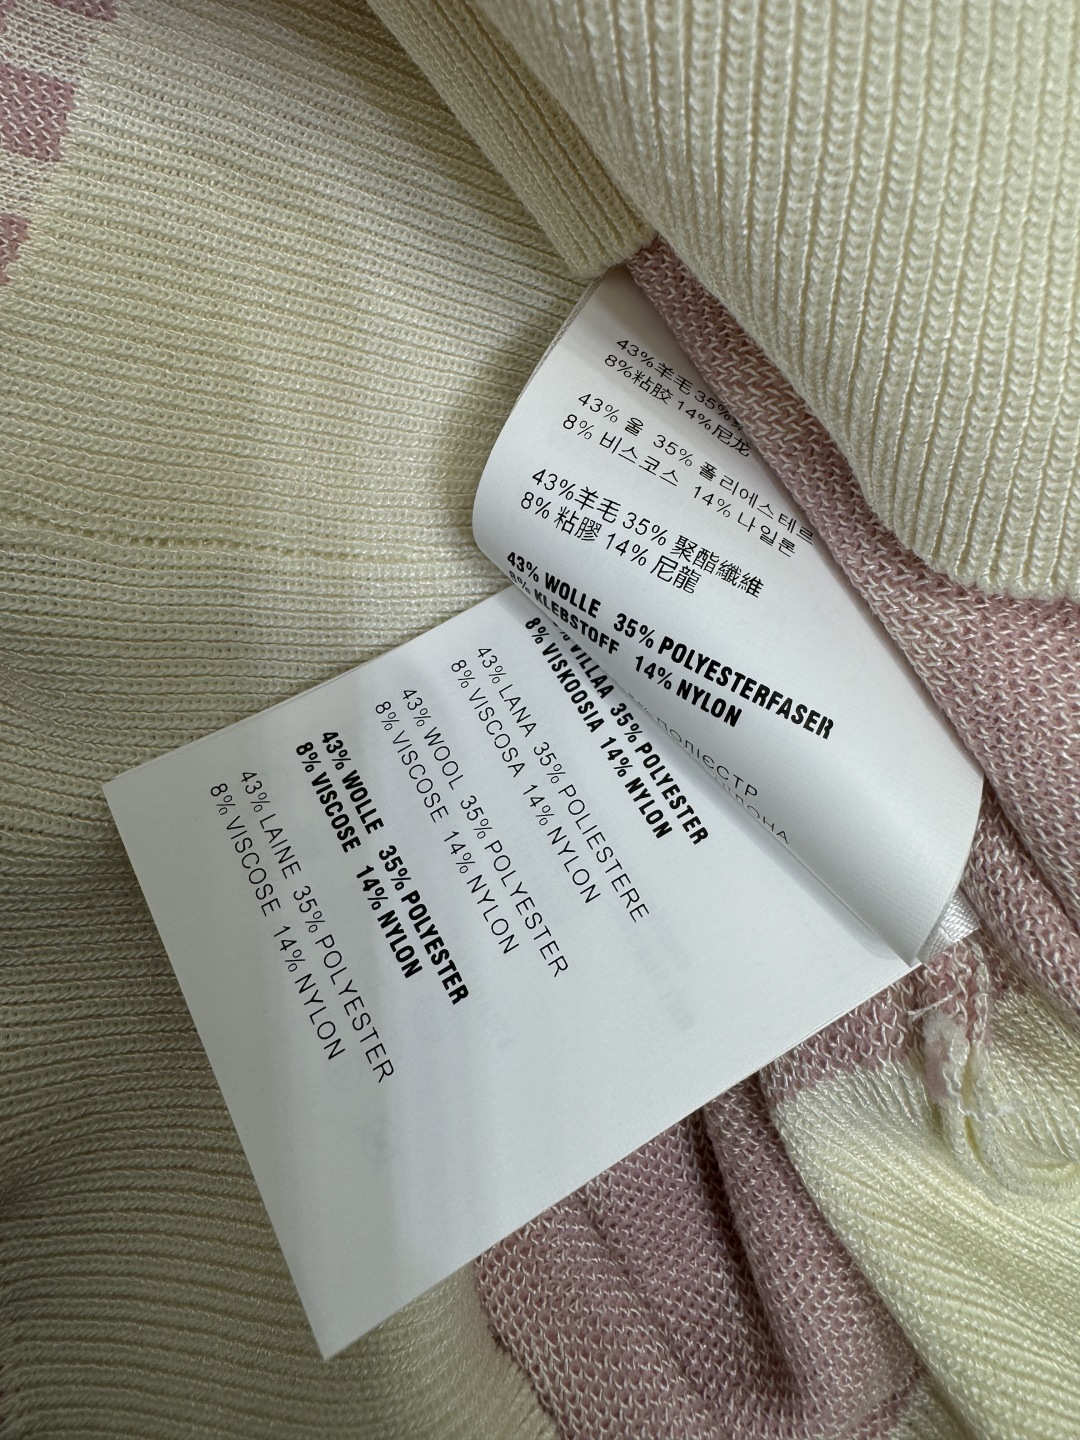 43%羊毛 35%
8%粘胶 14%尼龙
43% 울 35% 폴리에스테르
8% 비스코스 14% 나일론
43%羊毛 35% 聚酯纖維
8% 粘膠 14% 尼龍
43% WOLLE 35% POLYESTERFASER
8% KLEBSTOFF 14% NYLON
ПОЛІЄСТР
VILLAA 35% POLYESTER
8% VISKOOSIA 14% NYLON
43% LANA 35% POLIESTERE
8% VISCOSA 14% NYLON
43% WOOL 35% POLYESTER
8% VISCOSE 14% NYLON
43% WOLLE 35% POLYESTER
8% VISCOSE 14% NYLON
43% LAINE 35% POLYESTER
8% VISCOSE 14% NYLON